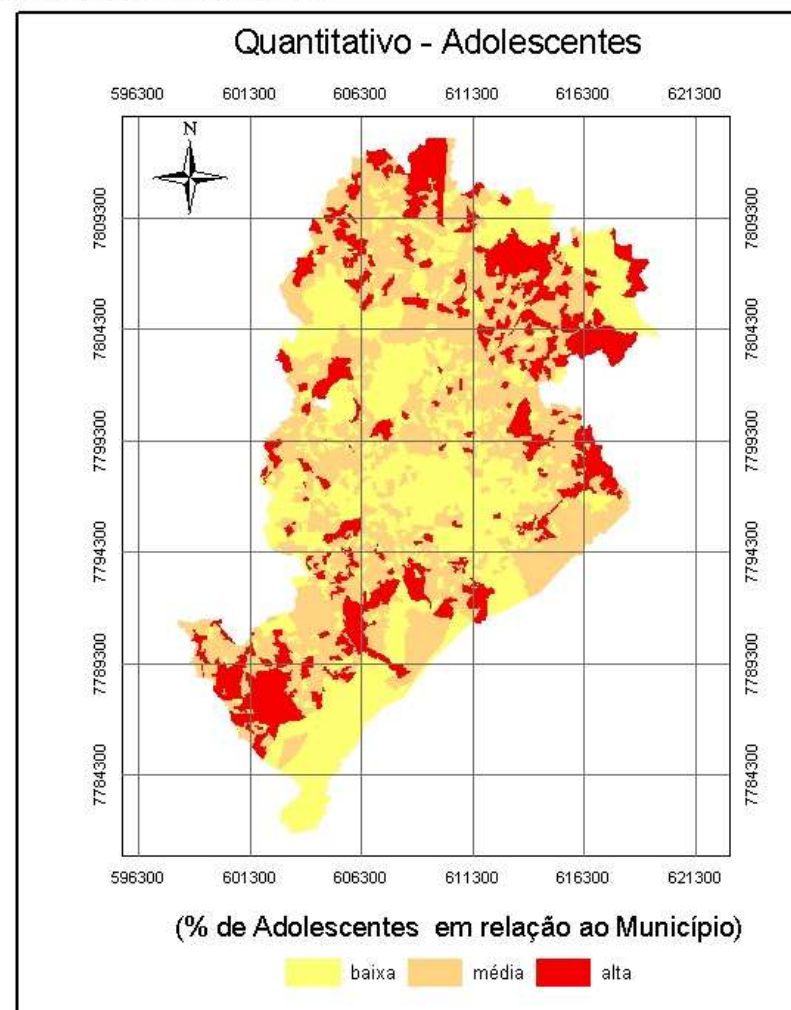 Quantitativo - Adolescentes
596300 601300 606300 611300 616300 621300
N
7809300 7809300
7804300 7804300
7799300 7799300
7794300 7794300
7789300 7789300
7784300 7784300
596300 601300 606300 611300 616300 621300
(% de Adolescentes em relação ao Município)
baixa média alta